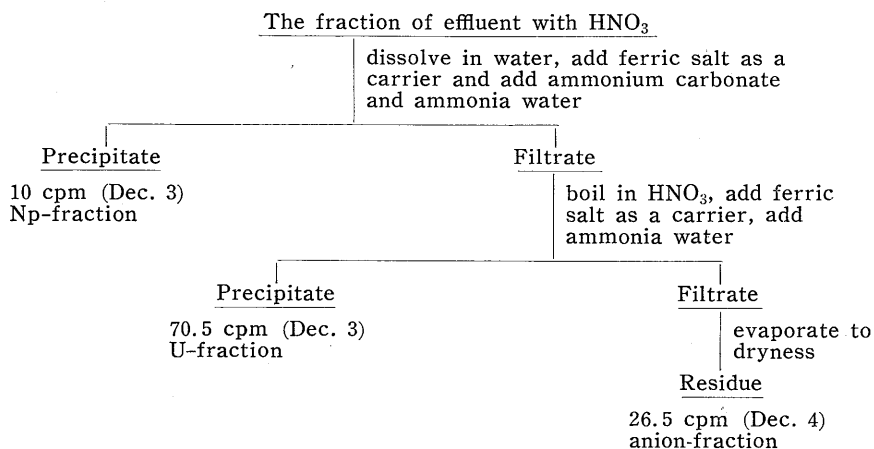 The fraction of effluent with HNO₃
dissolve in water, add ferric salt as a
carrier and add ammonium carbonate
and ammonia water
Precipitate
10 cpm (Dec. 3)
Np-fraction
Filtrate
boil in HNO₃, add ferric
salt as a carrier, add
ammonia water
Precipitate
70.5 cpm (Dec. 3)
U-fraction
Filtrate
evaporate to
dryness
Residue
26.5 cpm (Dec. 4)
anion-fraction